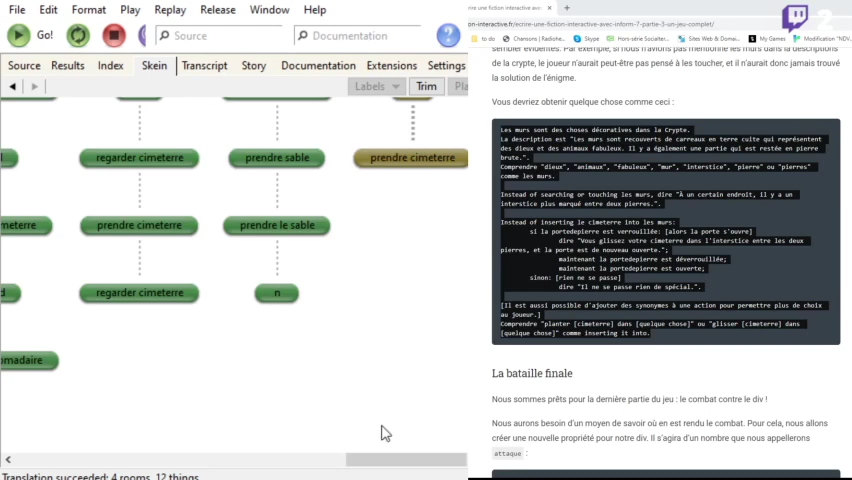 File Edit Format Play Replay Release Window Help
Go!
Source
Documentation
?
Source Results Index Skein Transcript Story Documentation Extensions Settings
Labels Trim
regarder cimeterre prendre sable prendre cimeterre
prendre cimeterre prendre le sable
regarder cimeterre n
Translation succeeded: 4 rooms, 12 things.
2
to do Skype My Games
de la crypte, le joueur n'aurait peut-être pas pensé à les toucher, et il n'aurait donc jamais trouvé
la solution de l'énigme.
Vous devriez obtenir quelque chose comme ceci :
Les murs sont des choses décoratives dans la Crypte.
La description est "Les murs sont recouverts de carreaux en terre cuite qui représentent
des dieux et des animaux fabuleux. Il y a également une partie qui est restée en pierre
brute.".
Comprendre "dieux", "animaux", "fabuleux", "mur", "interstice", "pierre" ou "pierres"
comme les murs.
Instead of searching or touching les murs, dire "À un certain endroit, il y a un
interstice plus marqué entre deux pierres.".
Instead of inserting le cimeterre into les murs:
si la portedepierre est verrouillée: [alors la porte s'ouvre]
dire "Vous glissez votre cimeterre dans l'interstice entre les deux
pierres, et la porte est de nouveau ouverte.";
maintenant la portedepierre est déverrouillée;
maintenant la portedepierre est ouverte;
sinon: [rien ne se passe]
dire "Il ne se passe rien de spécial.".
[Il est aussi possible d'ajouter des synonymes à une action pour permettre plus de choix
au joueur.]
Comprendre "planter [cimeterre] dans [quelque chose]" ou "glisser [cimeterre] dans
[quelque chose]" comme inserting it into.
La bataille finale
Nous sommes prêts pour la dernière partie du jeu : le combat contre le div !
Nous aurons besoin d'un moyen de savoir où en est rendu le combat. Pour cela, nous allons
créer une nouvelle propriété pour notre div. Il s'agira d'un nombre que nous appellerons
attaque :